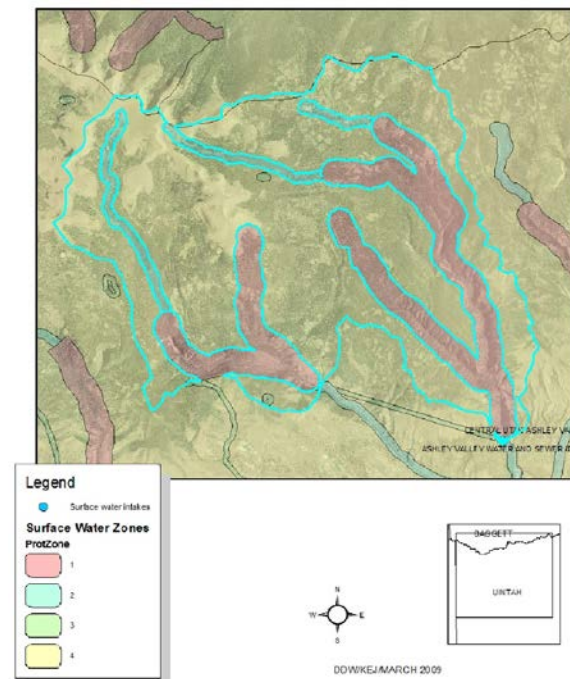 CENTRAL UT
ASHLEY VA
ASHLEY VALLEY WATER AND SEWER
Legend
Surface water intakes
Surface Water Zones
ProtZone
1
2
3
4
N
W E
S
DAGGETT
UINTAH
DDW/KEJ/MARCH 2009